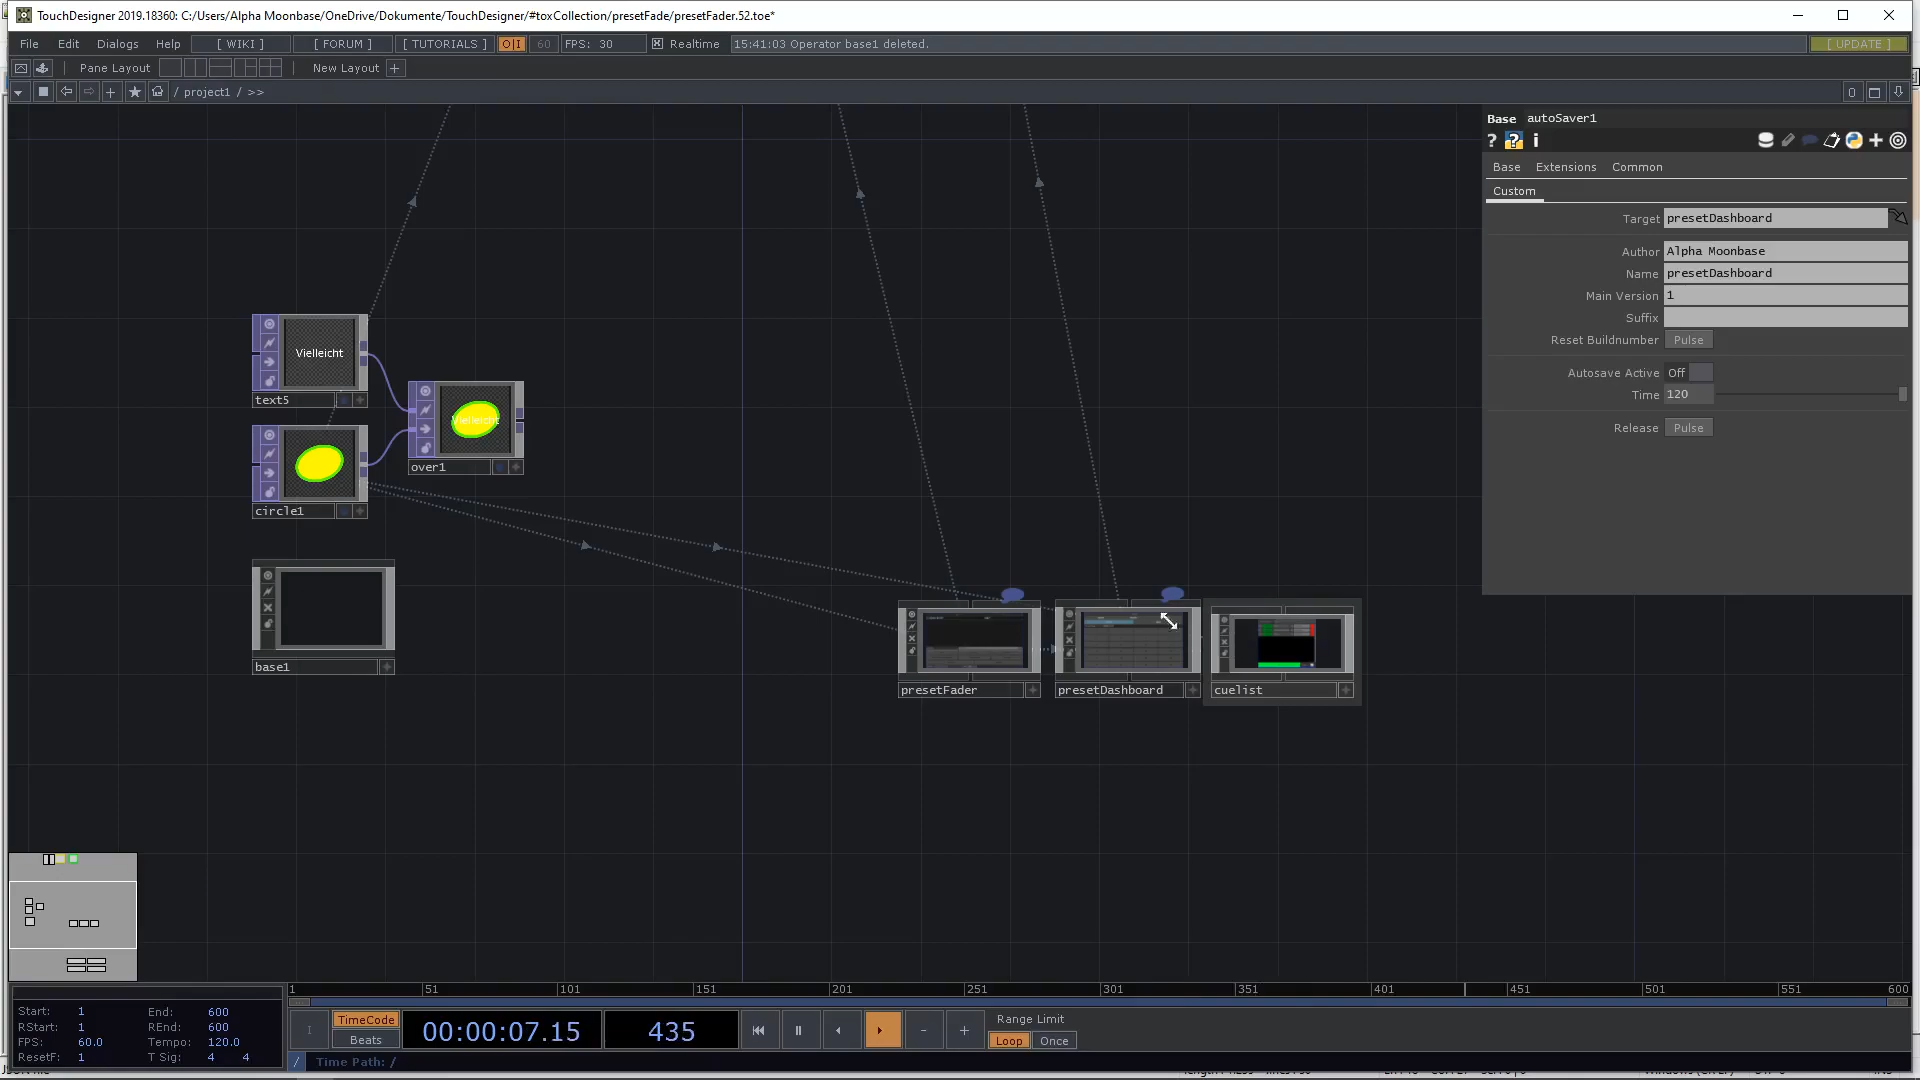 TouchDesigner 2019.18360: C:/Users/Alpha Moonbase/OneDrive/Dokumente/TouchDesigner/#toxCollection/presetFade/presetFader.52.toe*
File Edit Dialogs Help [ WIKI ] [ FORUM ] [ TUTORIALS ] O|I 60 FPS: 30 Realtime 15:41:03 Operator base1 deleted. [ UPDATE ]
Pane Layout New Layout +
/ project1 / >> 0
Base autoSaver1
? ? i
Base Extensions Common
Custom
Target presetDashboard
Author Alpha Moonbase
Name presetDashboard
Main Version 1
Suffix
Reset Buildnumber Pulse
Autosave Active Off
Time 120
Release Pulse
Vielleicht
text5
Vielleicht
over1
circle1
base1
presetFader
presetDashboard
cuelist
1 51 101 151 201 251 301 351 401 451 501 551 600
Start: 1 End: 600
RStart: 1 REnd: 600
FPS: 60.0 Tempo: 120.0
ResetF: 1 T Sig: 4 4
TimeCode
Beats
00:00:07.15
435
Range Limit
Loop Once
/ Time Path: /